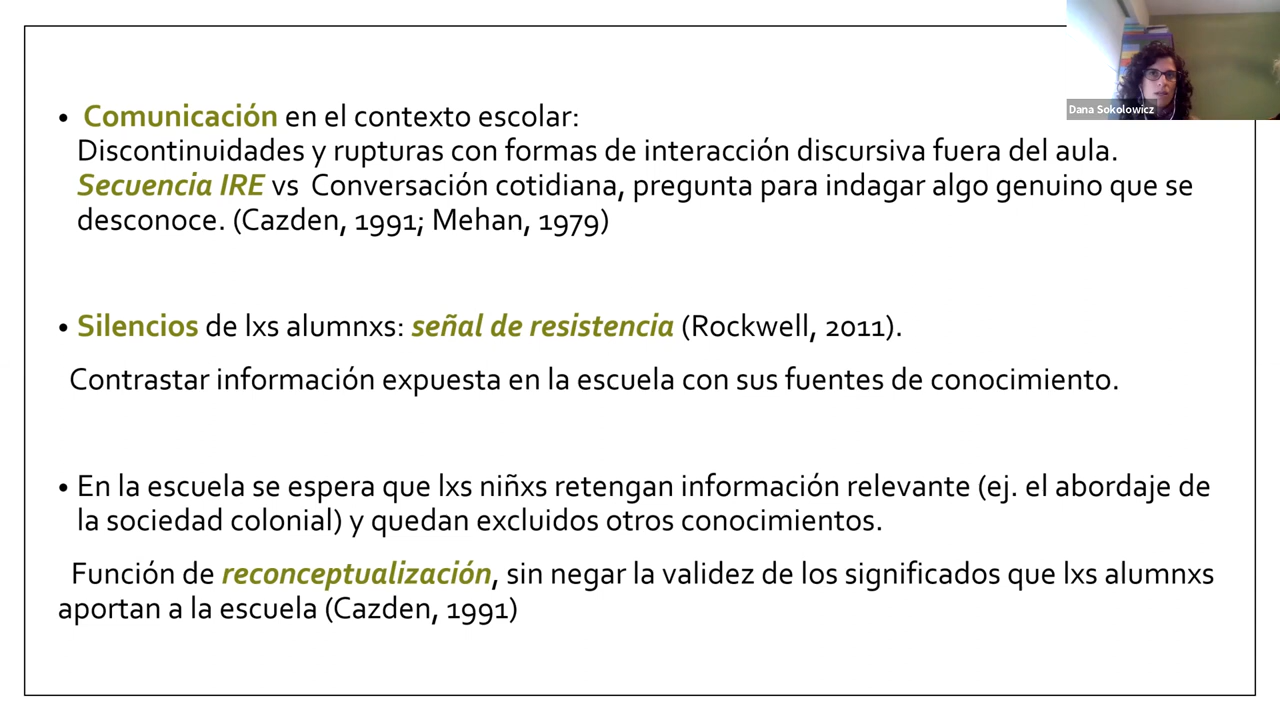 Dana Sokolowicz
• Comunicación en el contexto escolar:
Discontinuidades y rupturas con formas de interacción discursiva fuera del aula.
Secuencia IRE vs Conversación cotidiana, pregunta para indagar algo genuino que se
desconoce. (Cazden, 1991; Mehan, 1979)
• Silencios de lxs alumnxs: señal de resistencia (Rockwell, 2011).
Contrastar información expuesta en la escuela con sus fuentes de conocimiento.
• En la escuela se espera que lxs niñxs retengan información relevante (ej. el abordaje de
la sociedad colonial) y quedan excluidos otros conocimientos.
Función de reconceptualización, sin negar la validez de los significados que lxs alumnxs
aportan a la escuela (Cazden, 1991)